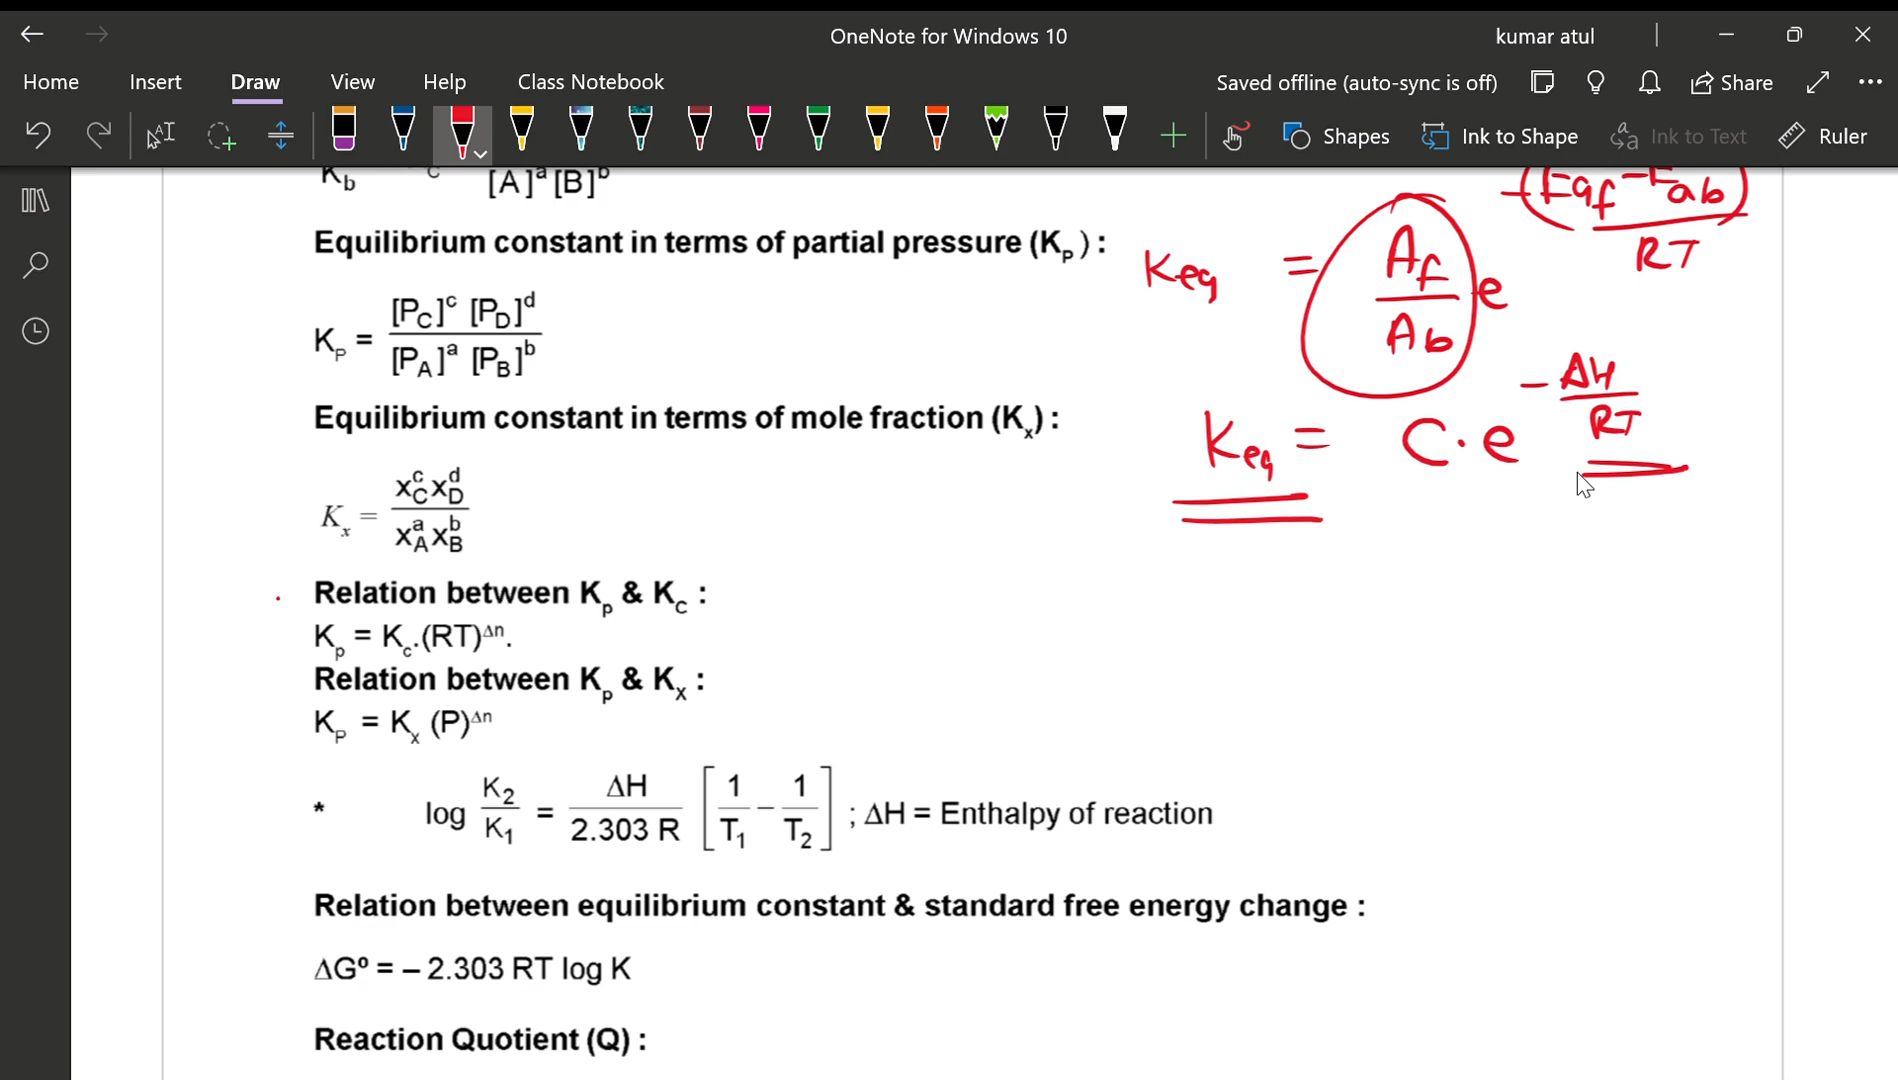 OneNote for Windows 10
kumar atul
Home Insert Draw View Help Class Notebook
Saved offline (auto-sync is off) Share
Shapes Ink to Shape Ink to Text Ruler
K_b c [A]^a [B]^b
-(Eaf - Eab)
RT
Equilibrium constant in terms of partial pressure (K_p) :
Keq = Af/Ab e
K_P = [P_C]^c [P_D]^d / [P_A]^a [P_B]^b
Equilibrium constant in terms of mole fraction (K_x) :
Keq = C·e^(-ΔH/RT)
K_x = x_C^c x_D^d / x_A^a x_B^b
Relation between K_p & K_c :
K_p = K_c.(RT)^Δn.
Relation between K_p & K_x :
K_P = K_x (P)^Δn
* log K_2/K_1 = ΔH/2.303 R [1/T_1 − 1/T_2] ; ΔH = Enthalpy of reaction
Relation between equilibrium constant & standard free energy change :
ΔGº = – 2.303 RT log K
Reaction Quotient (Q) :